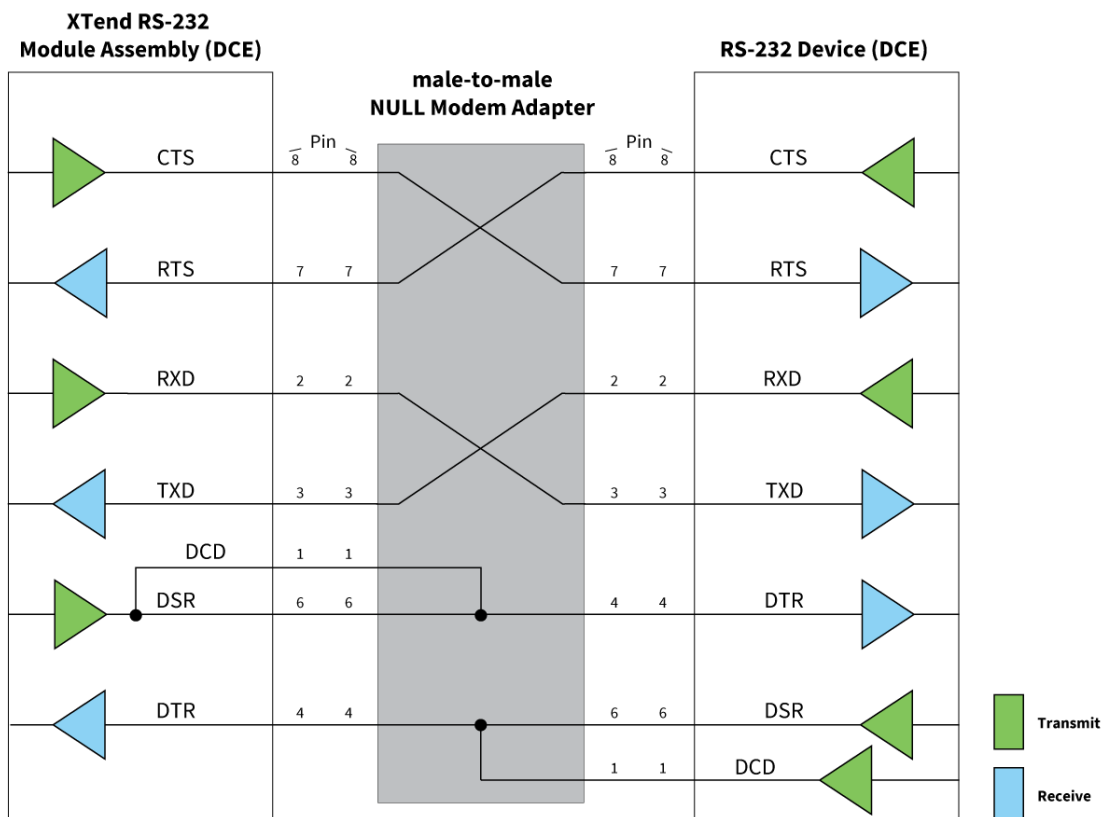 XTend RS-232
Module Assembly (DCE)
RS-232 Device (DCE)
male-to-male
NULL Modem Adapter
Pin
Pin
CTS
8 8
8 8
CTS
RTS
7 7
7 7
RTS
RXD
2 2
2 2
RXD
TXD
3 3
3 3
TXD
DCD
1 1
DSR
6 6
4 4
DTR
DTR
4 4
6 6
DSR
Transmit
1 1
DCD
Receive